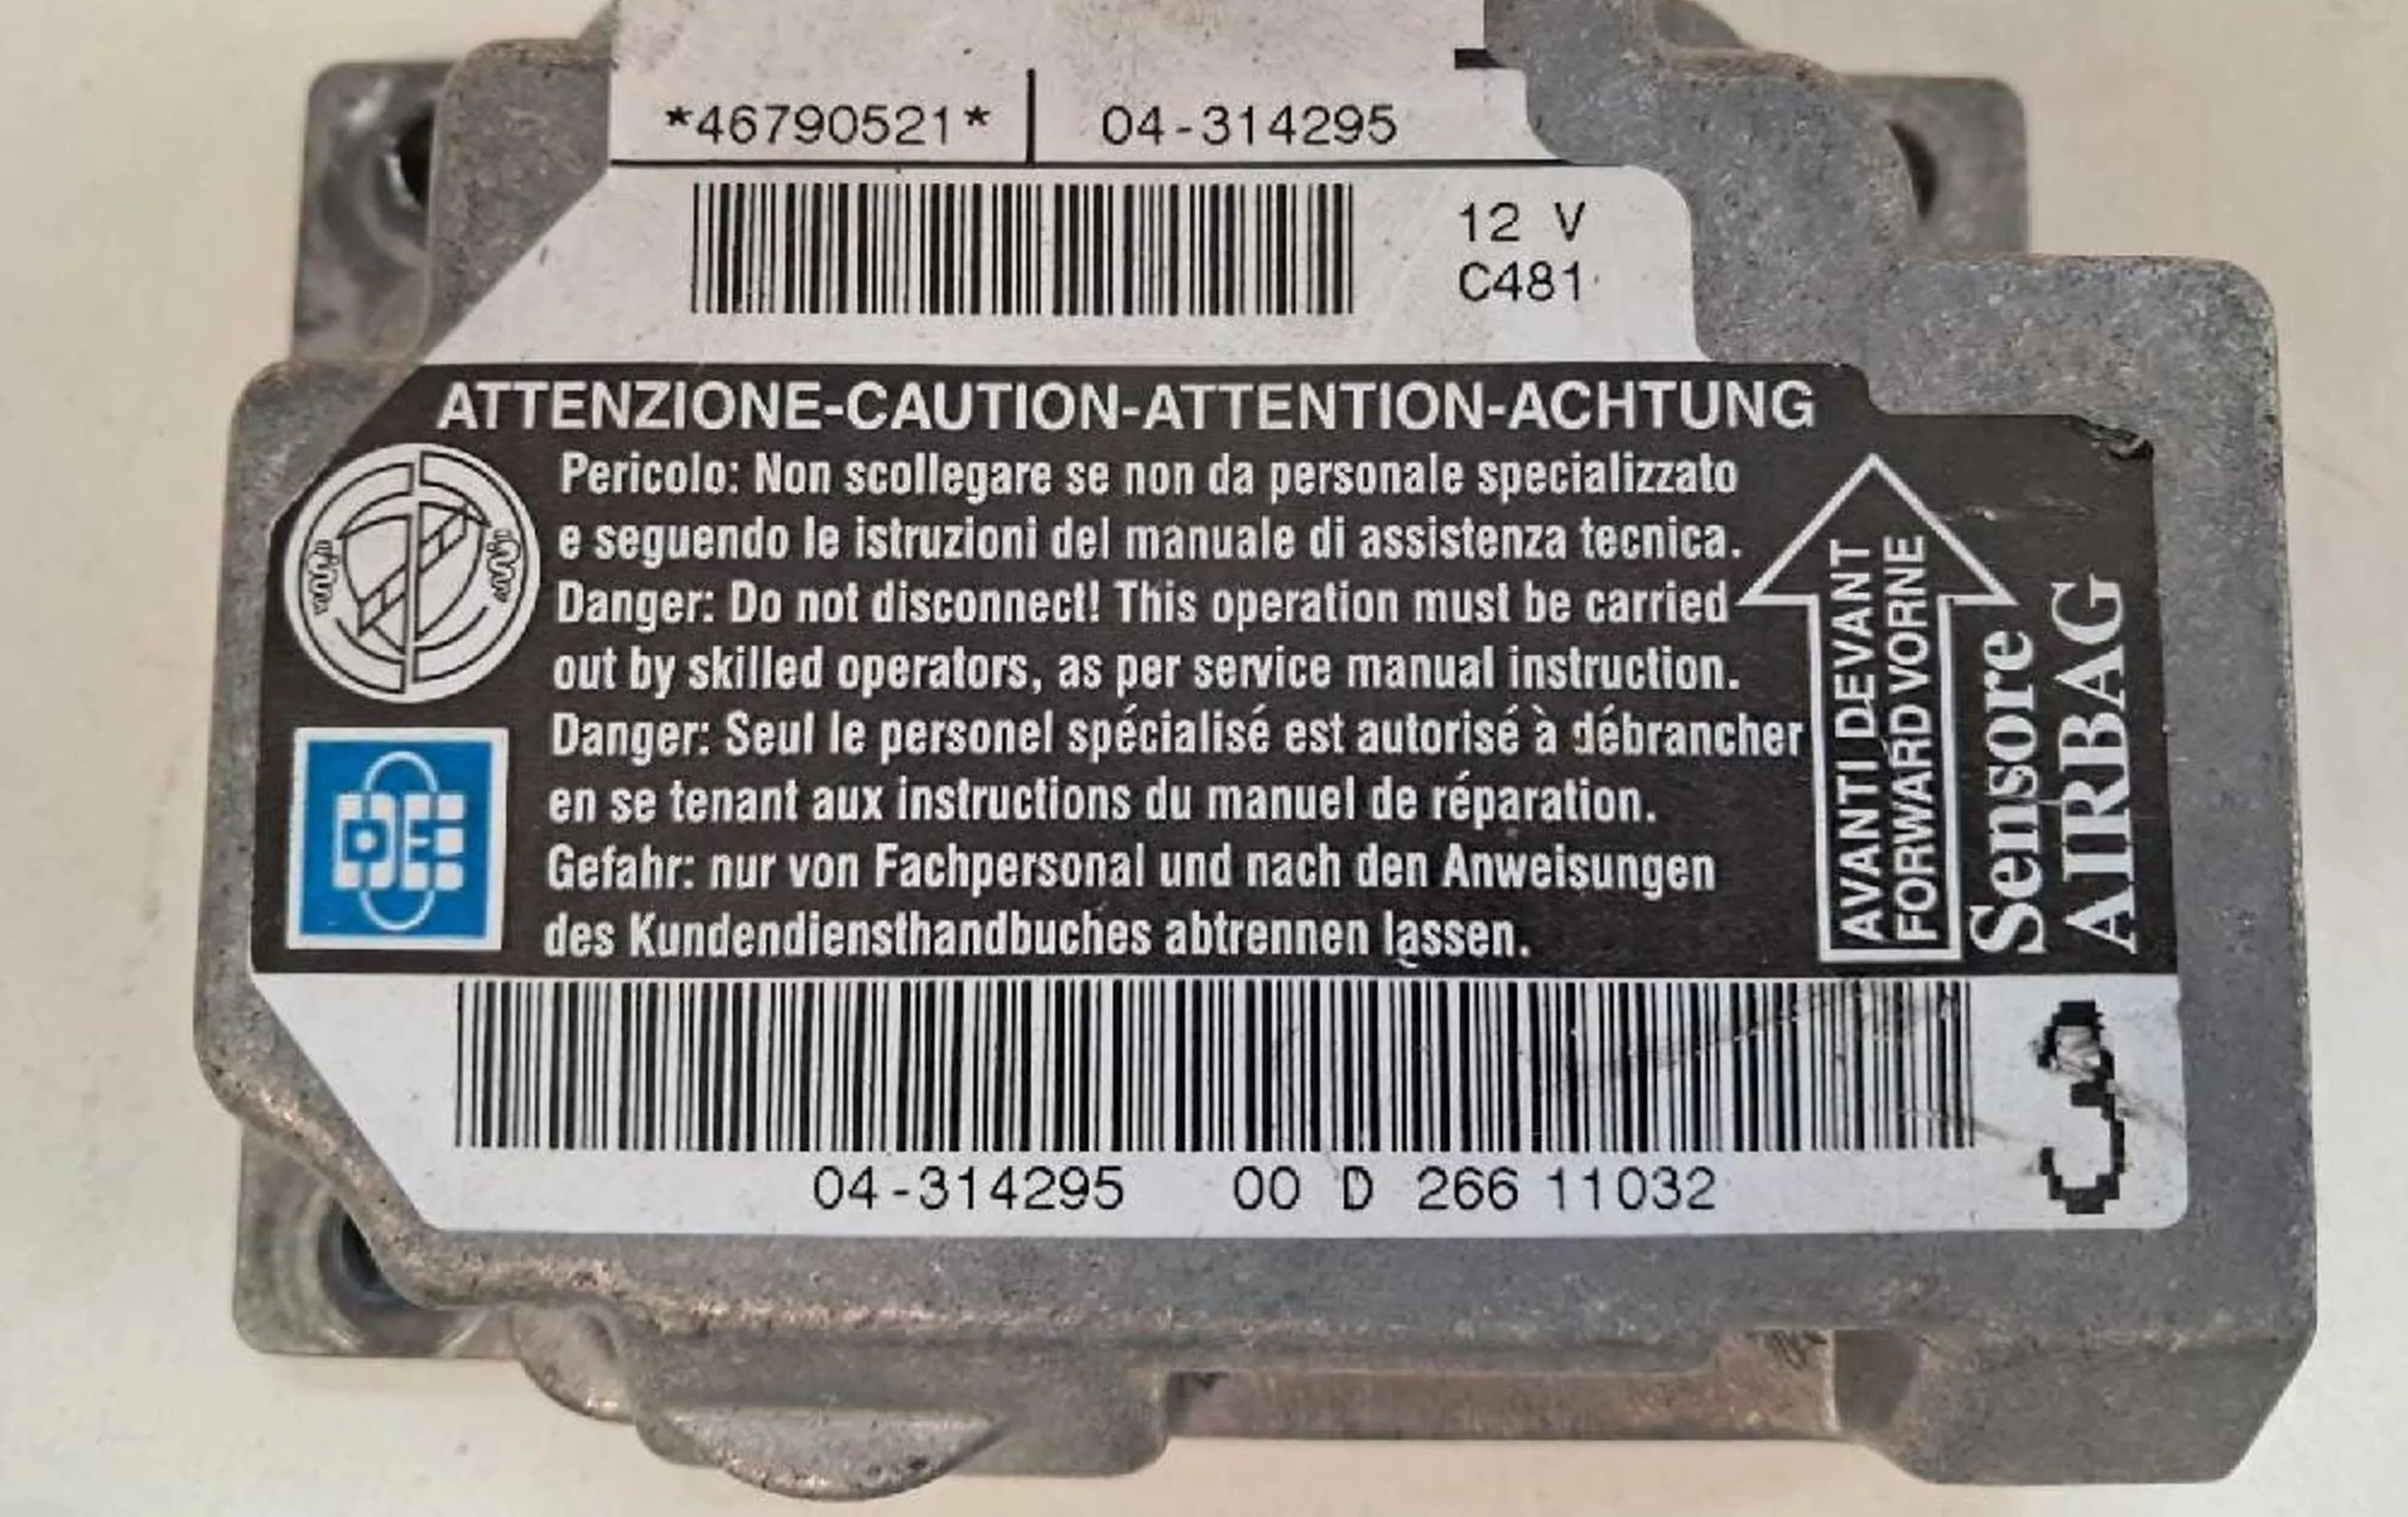 *46790521* 04-314295
12 V
C481
ATTENZIONE-CAUTION-ATTENTION-ACHTUNG
Pericolo: Non scollegare se non da personale specializzato
e seguendo le istruzioni del manuale di assistenza tecnica.
Danger: Do not disconnect! This operation must be carried
out by skilled operators, as per service manual instruction.
Danger: Seul le personel spécialisé est autorisé à débrancher
en se tenant aux instructions du manuel de réparation.
Gefahr: nur von Fachpersonal und nach den Anweisungen
des Kundendiensthandbuches abtrennen lassen.
AVANTI DEVANT
FORWARD VORNE
Sensore
AIRBAG
04-314295 00 D 266 11032